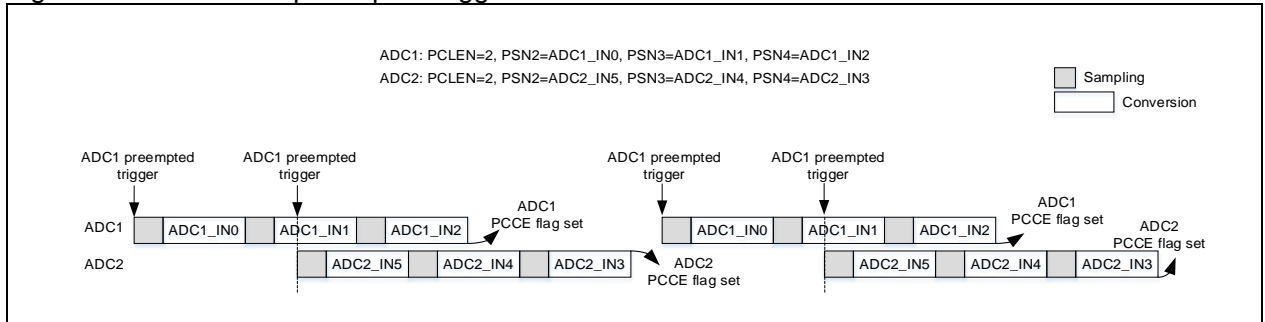 ADC1: PCLEN=2, PSN2=ADC1_IN0, PSN3=ADC1_IN1, PSN4=ADC1_IN2
ADC2: PCLEN=2, PSN2=ADC2_IN5, PSN3=ADC2_IN4, PSN4=ADC2_IN3
Sampling
Conversion
ADC1 preempted
trigger
ADC1 preempted
trigger
ADC1 preempted
trigger
ADC1 preempted
trigger
ADC1
PCCE flag set
ADC1
PCCE flag set
ADC1
ADC1_IN0
ADC1_IN1
ADC1_IN2
ADC1_IN0
ADC1_IN1
ADC1_IN2
ADC2
PCCE flag set
ADC2
ADC2_IN5
ADC2_IN4
ADC2_IN3
ADC2
PCCE flag set
ADC2_IN5
ADC2_IN4
ADC2_IN3